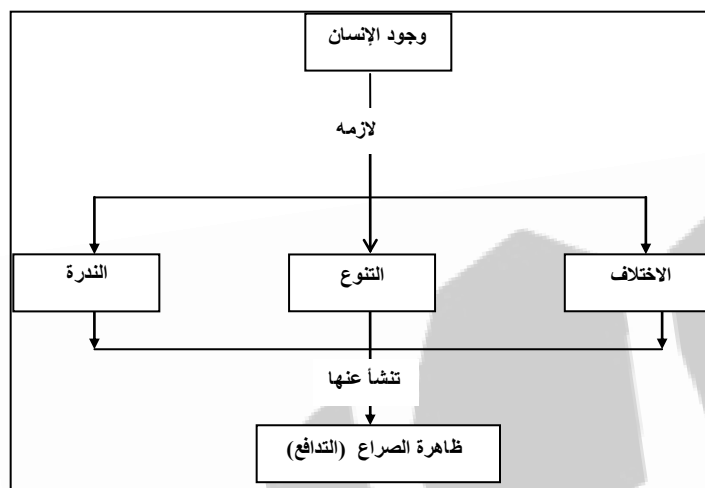 وجود الإنسان
لازمه
الاختلاف
التنوع
الندرة
تنشأ عنها
ظاهرة الصراع (التدافع)